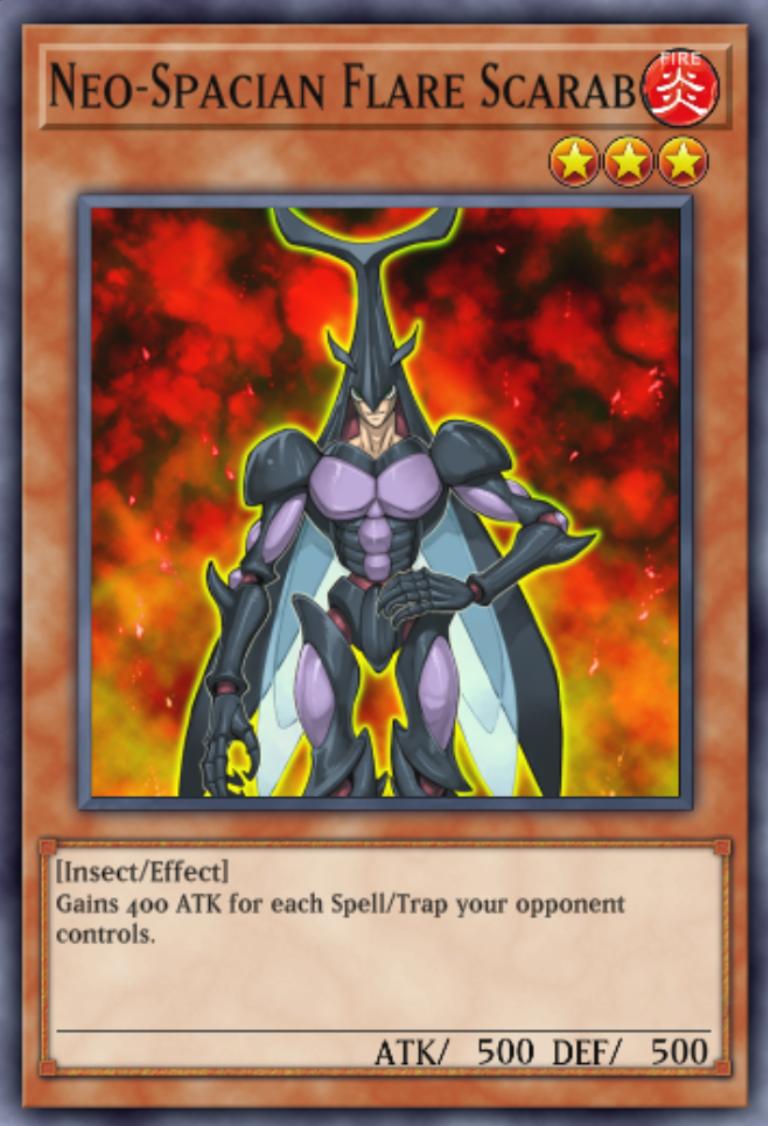 Neo-Spacian Flare Scarab
FIRE
炎
[Insect/Effect]
Gains 400 ATK for each Spell/Trap your opponent
controls.
ATK/ 500 DEF/ 500